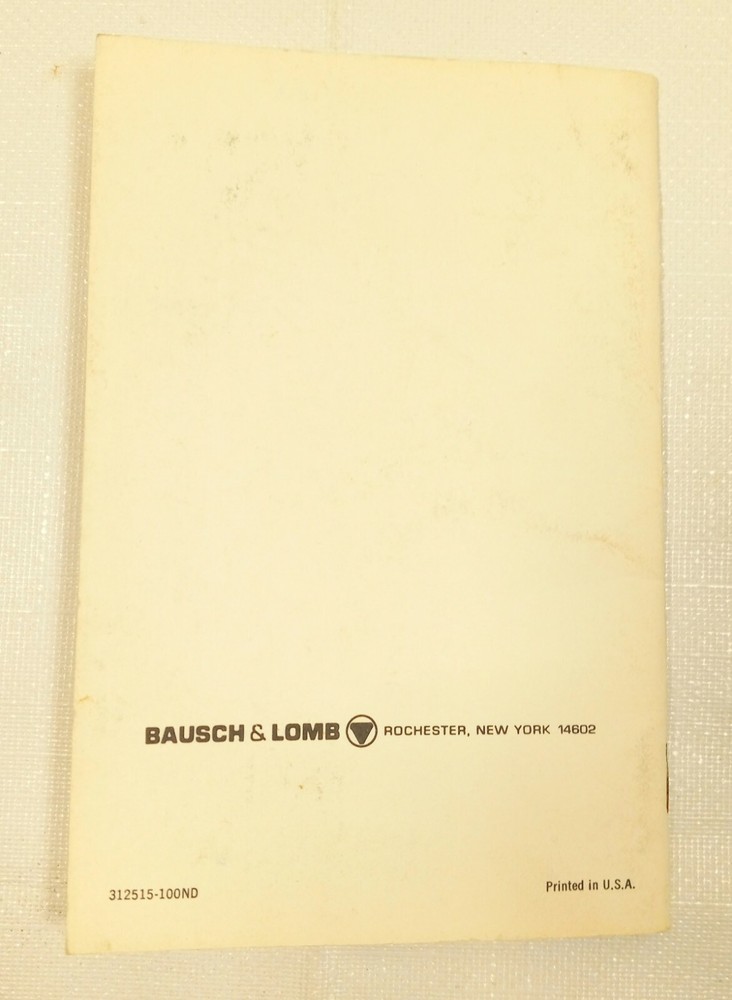 BAUSCH & LOMB ROCHESTER, NEW YORK 14602
312515-100ND Printed in U.S.A.